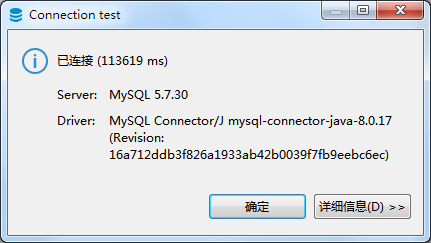 Connection test
已连接 (113619 ms)
Server: MySQL 5.7.30
Driver: MySQL Connector/J mysql-connector-java-8.0.17
(Revision:
16a712ddb3f826a1933ab42b0039f7fb9eebc6ec)
确定
详细信息(D) >>